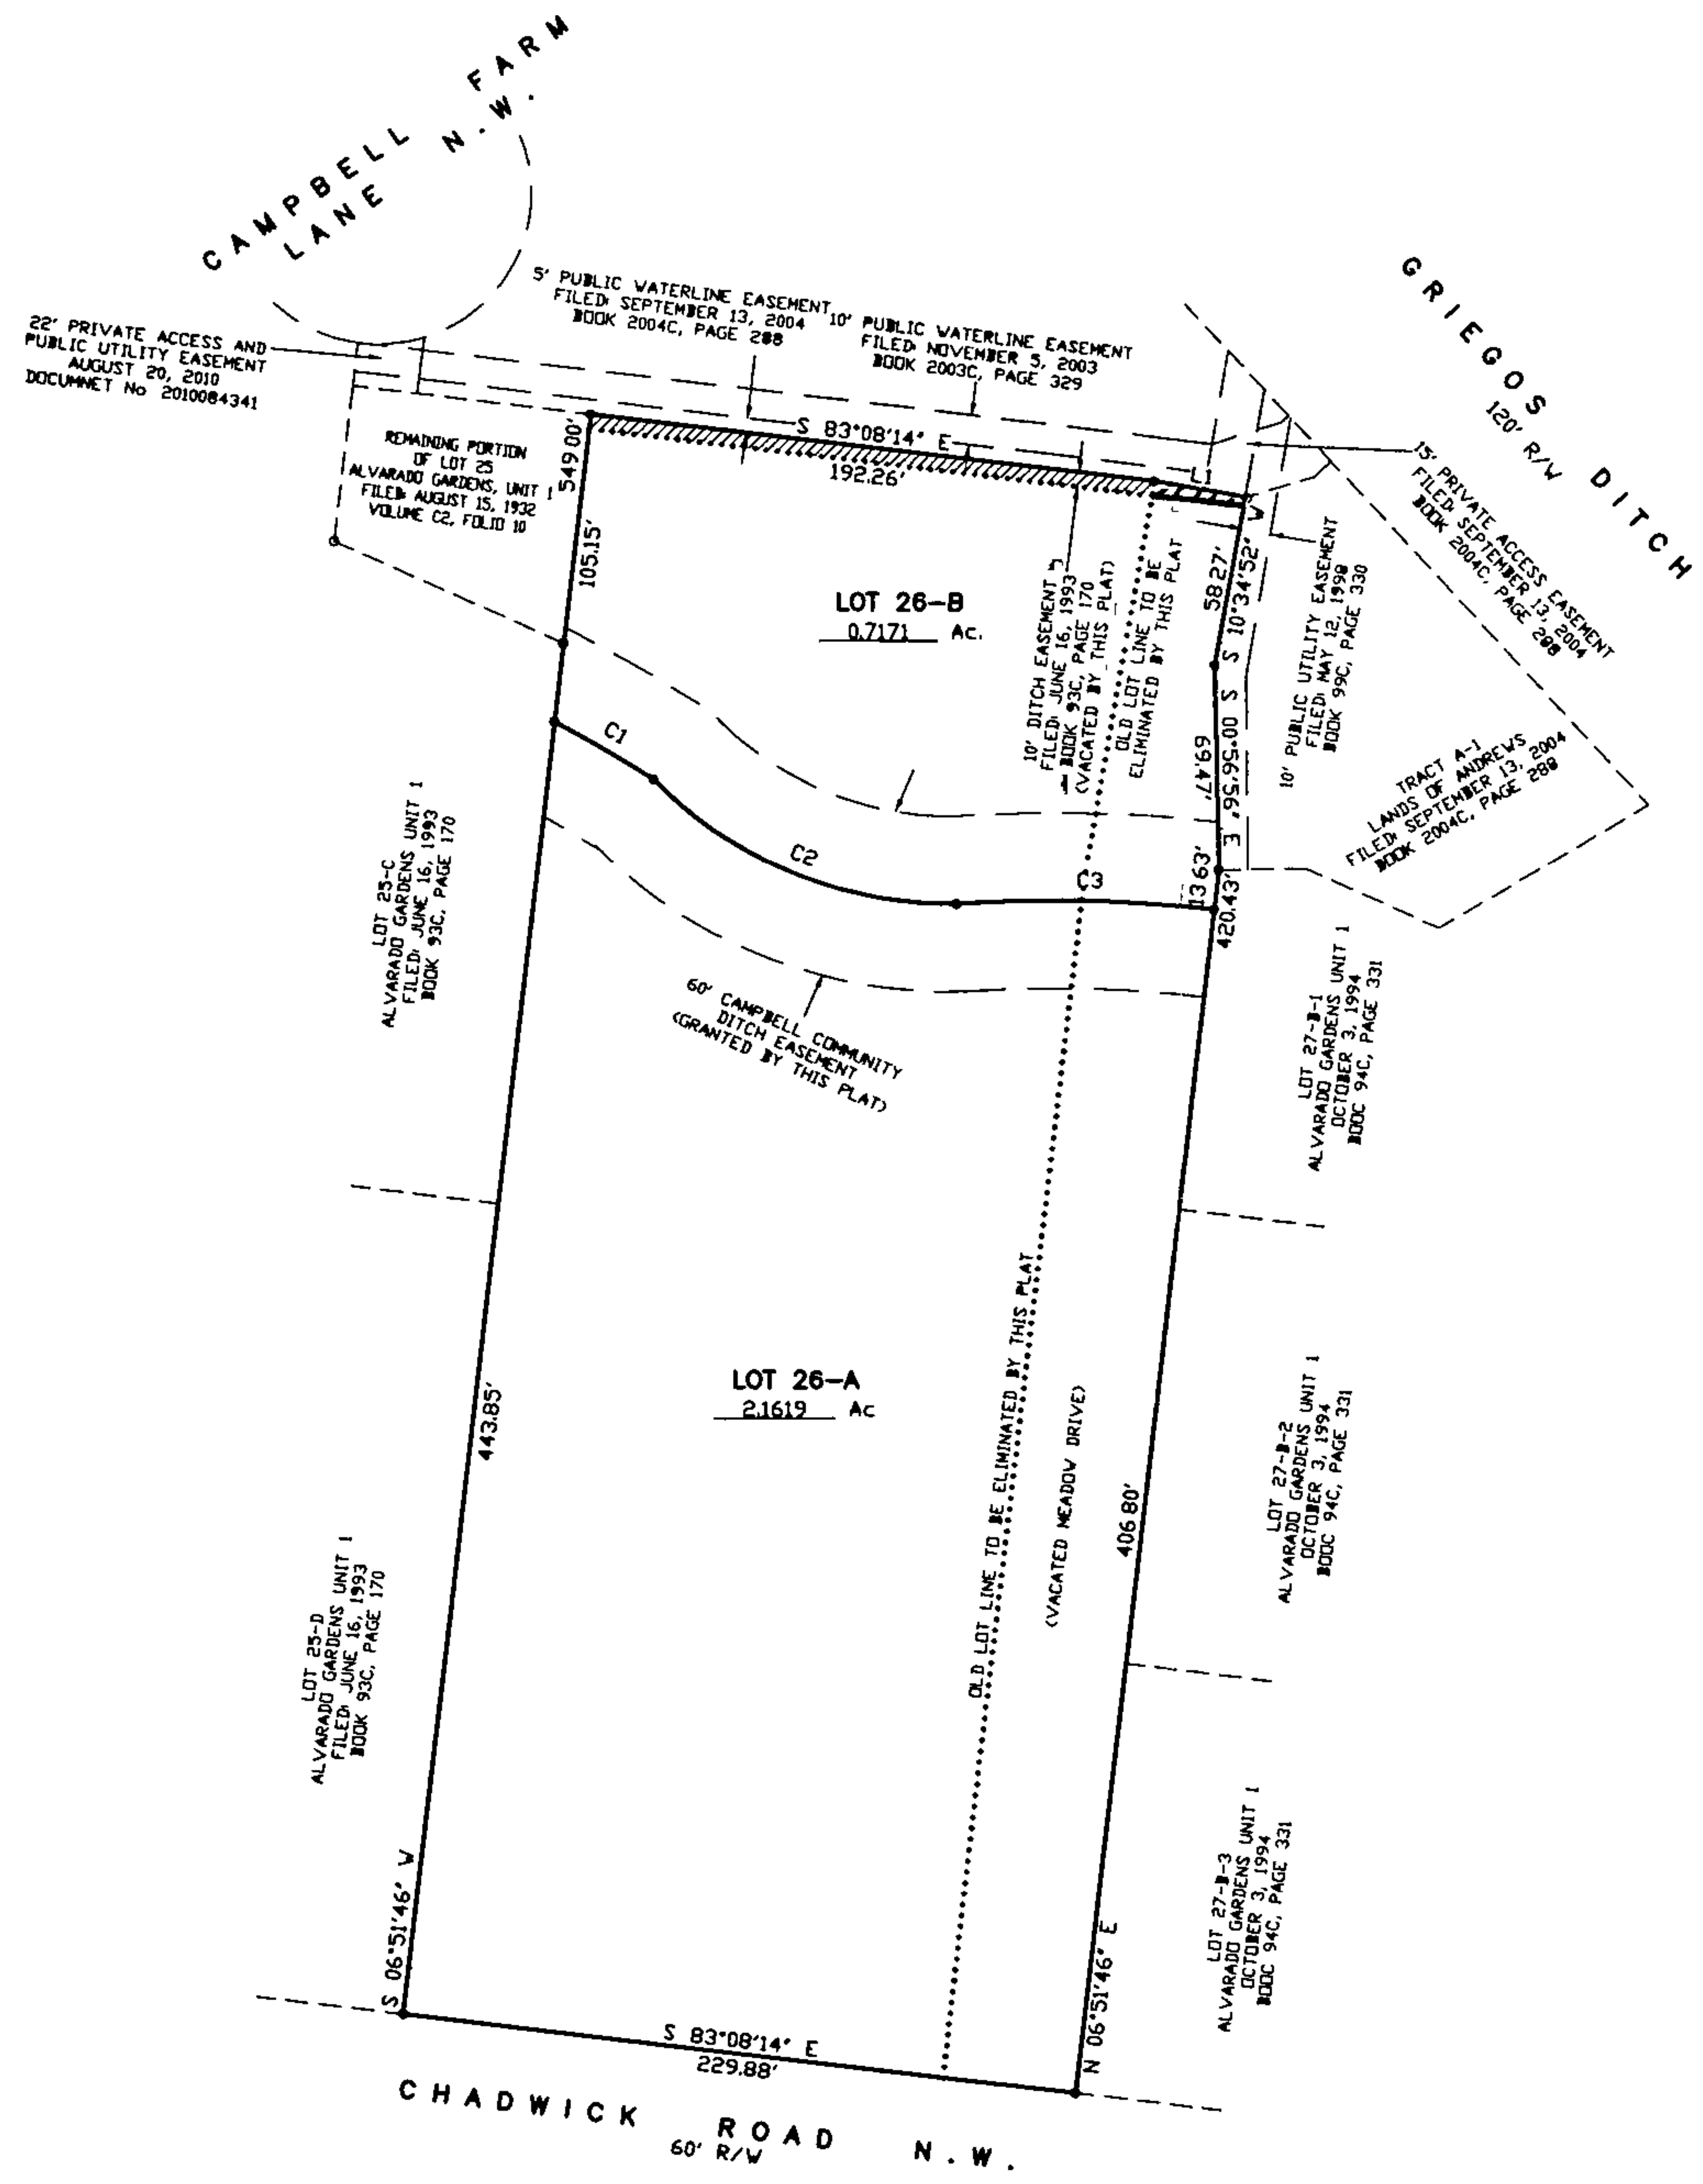 CAMPBELL FARM
LANE N.W.
GRIEGOS DITCH
120' R/W
5' PUBLIC WATERLINE EASEMENT
FILED: SEPTEMBER 13, 2004
BOOK 2004C, PAGE 288
10' PUBLIC WATERLINE EASEMENT
FILED: NOVEMBER 5, 2003
BOOK 2003C, PAGE 329
22' PRIVATE ACCESS AND
PUBLIC UTILITY EASEMENT
AUGUST 20, 2010
DOCUMNET No 2010084341
REMAINING PORTION
OF LOT 25
ALVARADO GARDENS, UNIT 1
FILED: AUGUST 15, 1932
VOLUME C2, FOLIO 10
549.00'
105.15'
S 83°08'14" E
192.26'
L1
15' PRIVATE ACCESS EASEMENT
FILED: SEPTEMBER 13, 2004
BOOK 2004C, PAGE 288
LOT 26-B
0.7171 Ac.
10' DITCH EASEMENT
FILED: JUNE 16, 1993
BOOK 93C, PAGE 170
(VACATED BY THIS PLAT)
OLD LOT LINE TO BE
ELIMINATED BY THIS PLAT
58.27'
S 10°34'52" W
10' PUBLIC UTILITY EASEMENT
FILED: MAY 12, 1998
BOOK 99C, PAGE 330
69.47'
S 00°56'56" E
TRACT A-1
LANDS OF ANDREWS
FILED: SEPTEMBER 13, 2004
BOOK 2004C, PAGE 288
C1
C2
C3
13.63'
420.43'
LOT 25-C
ALVARADO GARDENS UNIT 1
FILED: JUNE 16, 1993
BOOK 93C, PAGE 170
60' CAMPBELL COMMUNITY
DITCH EASEMENT
(GRANTED BY THIS PLAT)
LOT 27-B-1
ALVARADO GARDENS UNIT 1
OCTOBER 3, 1994
BOOC 94C, PAGE 331
LOT 26-A
2.1619 Ac
443.85'
OLD LOT LINE TO BE ELIMINATED BY THIS PLAT
(VACATED MEADOW DRIVE)
406.80'
LOT 27-B-2
ALVARADO GARDENS UNIT 1
OCTOBER 3, 1994
BOOC 94C, PAGE 331
LOT 25-D
ALVARADO GARDENS UNIT 1
FILED: JUNE 16, 1993
BOOK 93C, PAGE 170
LOT 27-B-3
ALVARADO GARDENS UNIT 1
OCTOBER 3, 1994
BOOC 94C, PAGE 331
S 06°51'46" W
N 06°51'46" E
S 83°08'14" E
229.88'
CHADWICK ROAD N.W.
60' R/W